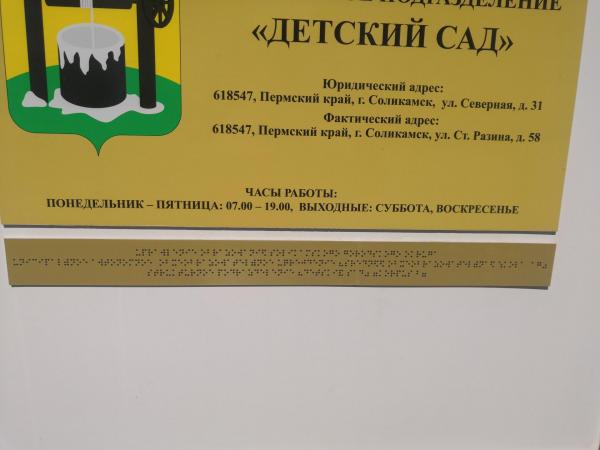 ПОДРАЗДЕЛЕНИЕ
«ДЕТСКИЙ САД»
Юридический адрес:
618547, Пермский край, г. Соликамск, ул. Северная, д. 31
Фактический адрес:
618547, Пермский край, г. Соликамск, ул. Ст. Разина, д. 58
ЧАСЫ РАБОТЫ:
ПОНЕДЕЛЬНИК – ПЯТНИЦА: 07.00 – 19.00, ВЫХОДНЫЕ: СУББОТА, ВОСКРЕСЕНЬЕ